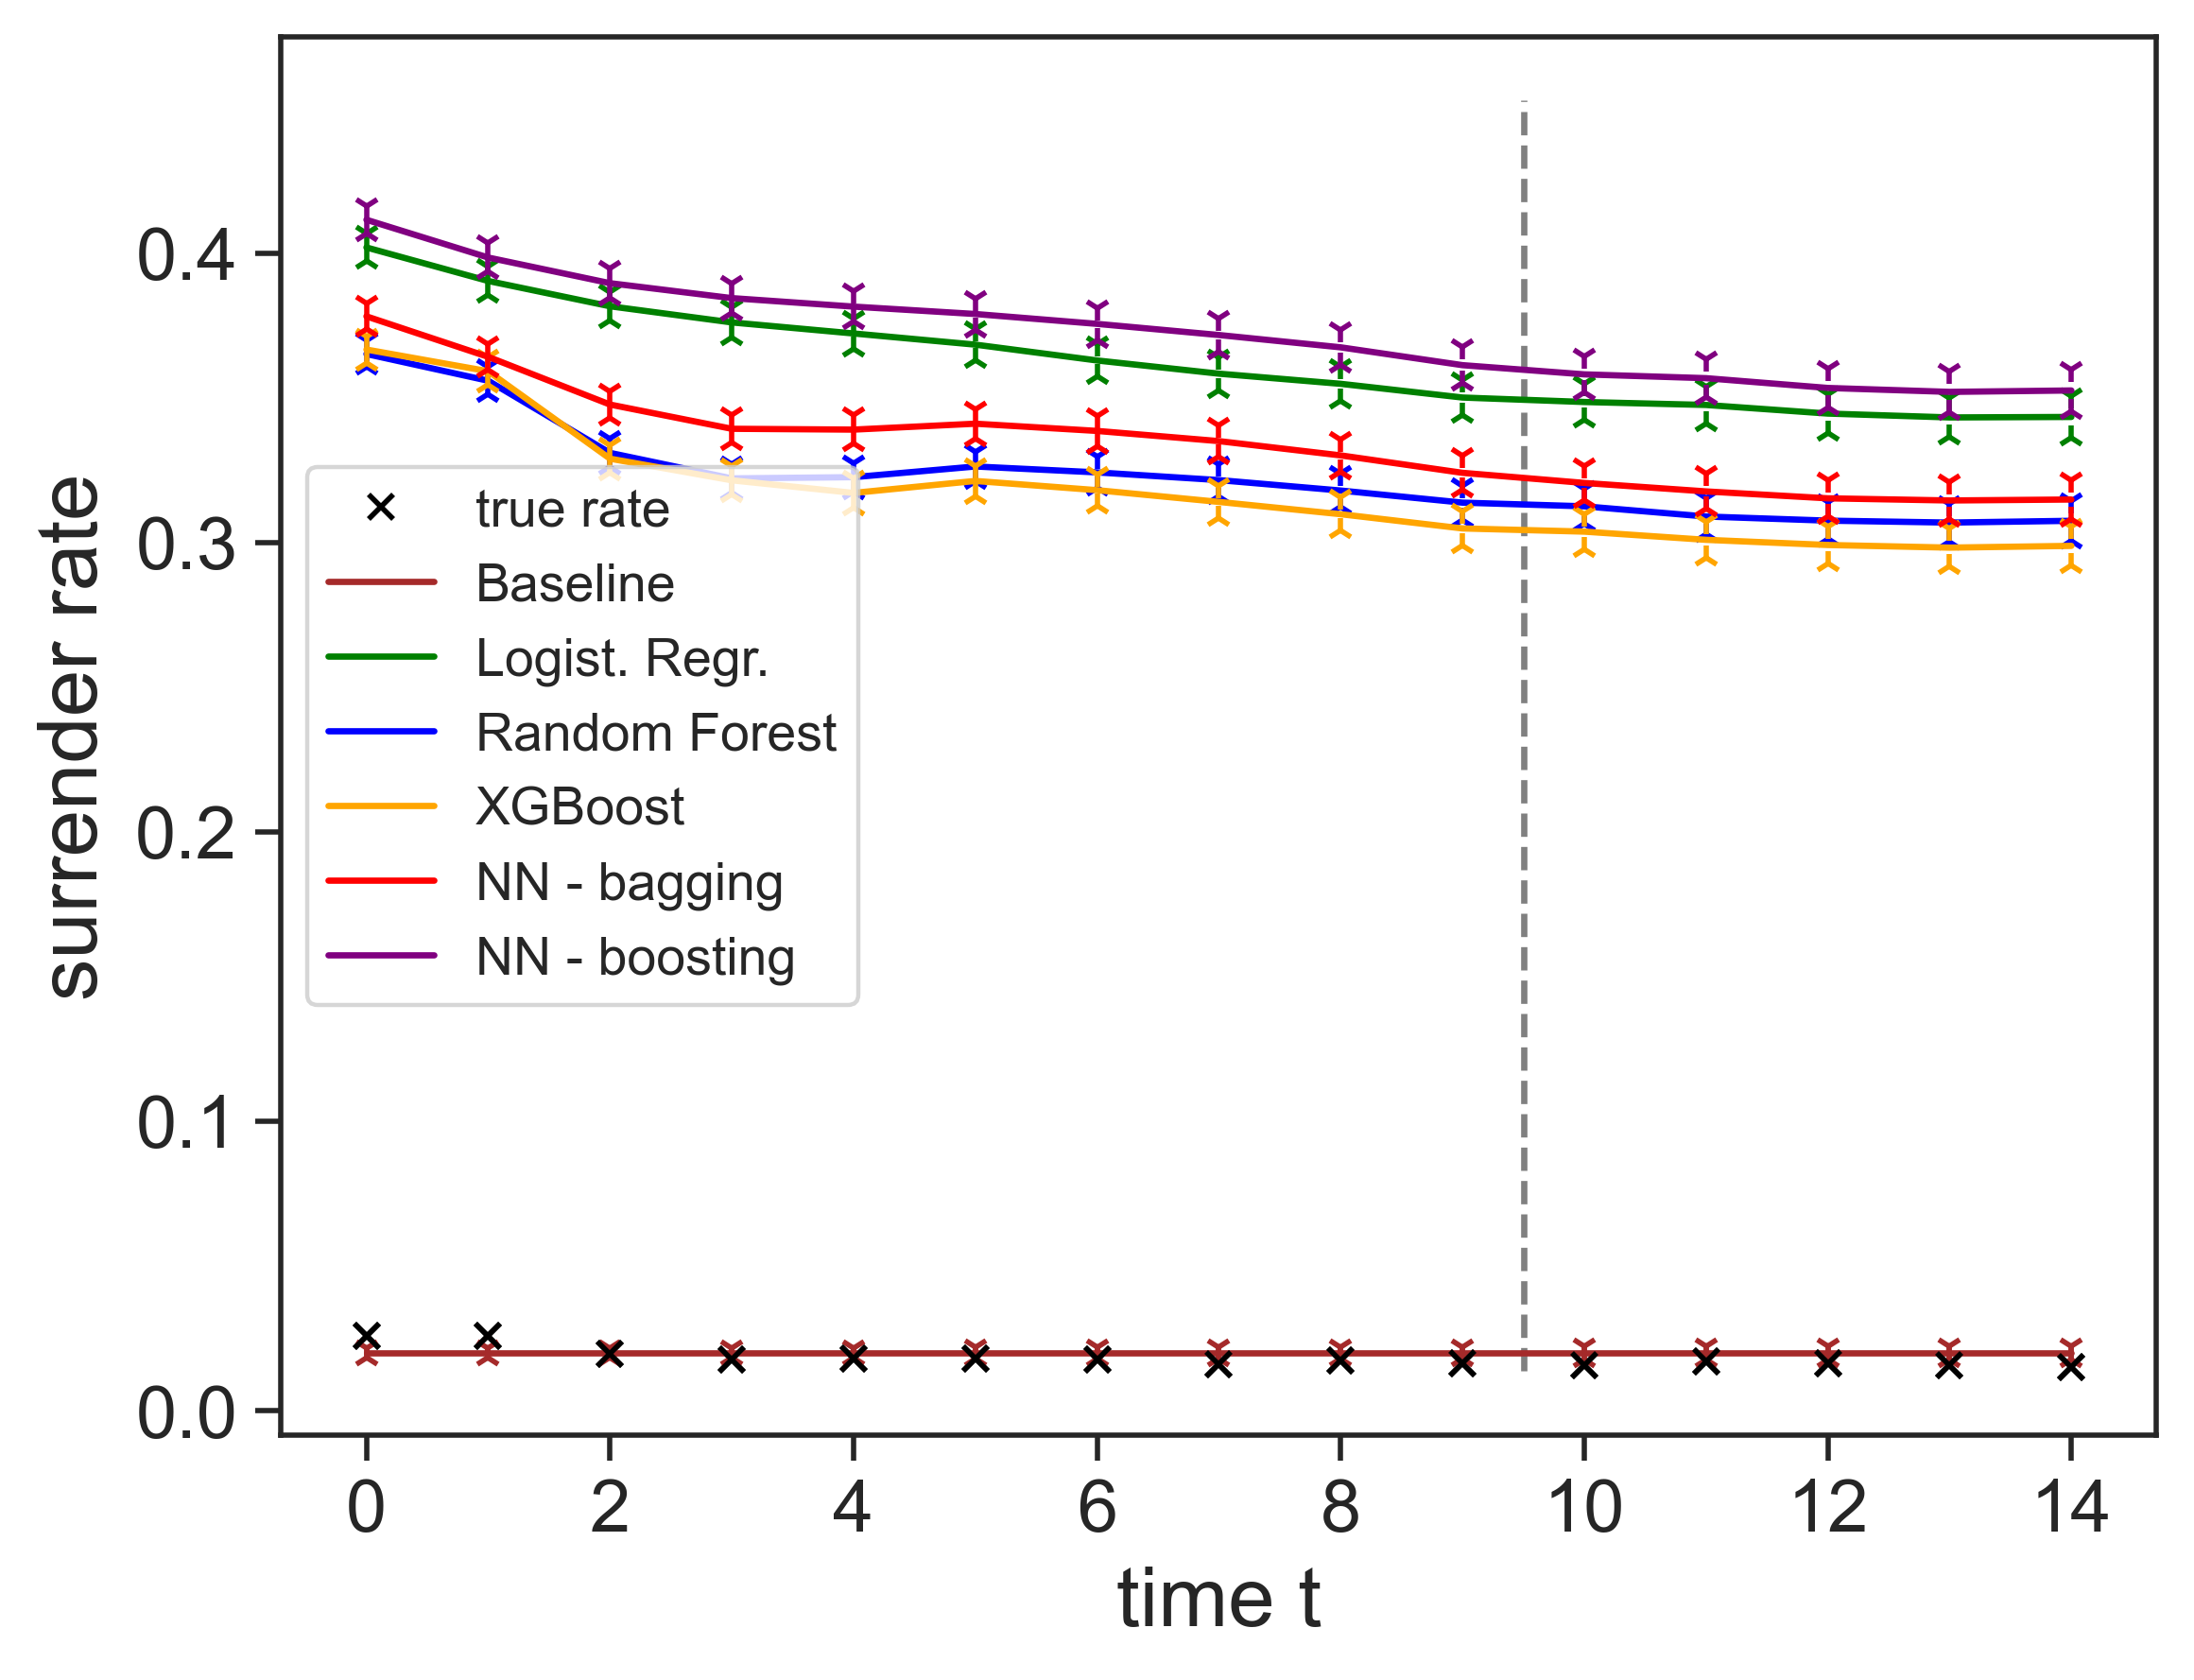 surrender rate
0.4
0.3
0.2
0.1
0.0
true rate
Baseline
Logist. Regr.
Random Forest
XGBoost
NN - bagging
NN - boosting
0 2 4 6 8 10 12 14
time t